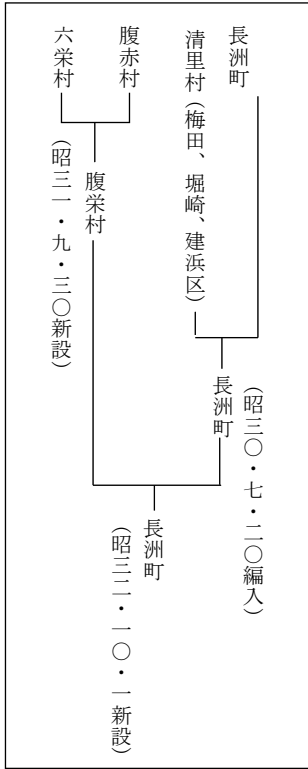 長洲町
清里村(梅田、堀崎、建浜区)
腹赤村
六栄村
長洲町
(昭三〇・七・二〇編入)
腹栄村
(昭三一・九・三〇新設)
長洲町
(昭三二・一〇・一新設)